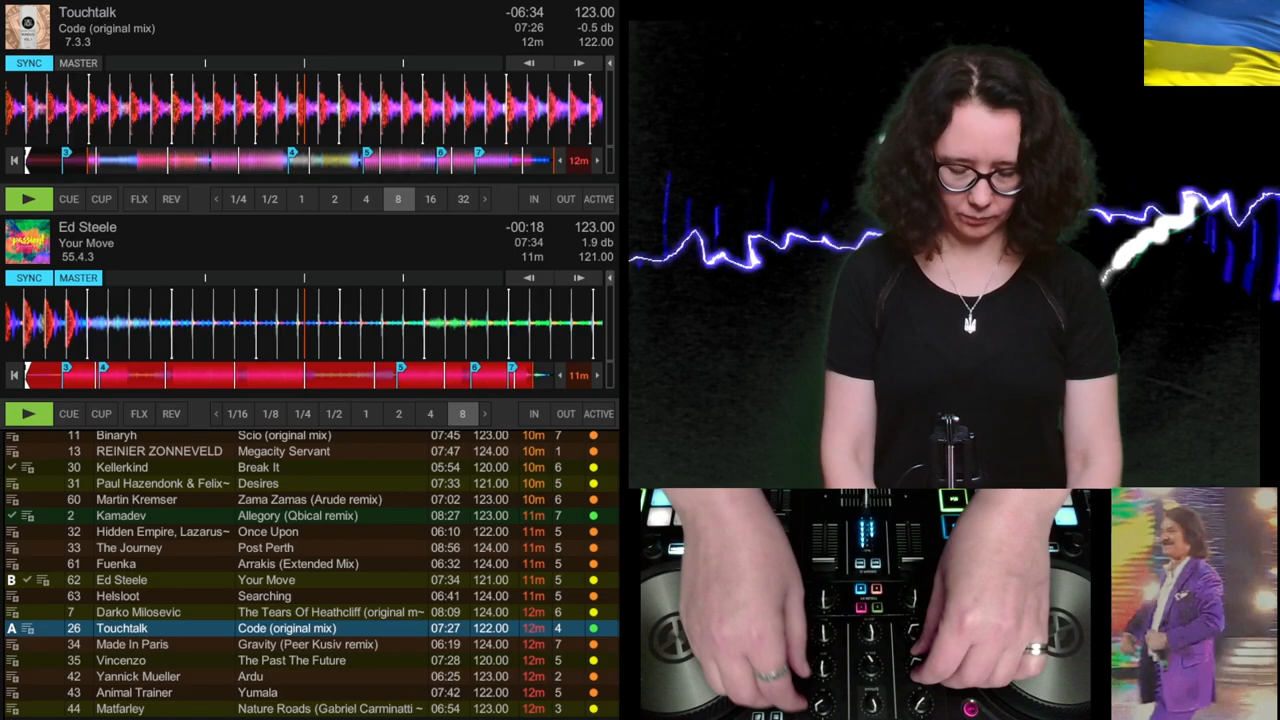 Touchtalk -06:34 123.00
Code (original mix) 07:26 -0.5 db
7.3.3 12m 122.00
SYNC MASTER
3 4 5 6 7 12m
CUE CUP FLX REV 1/4 1/2 1 2 4 8 16 32 IN OUT ACTIVE
passion!
Ed Steele -00:18 123.00
Your Move 07:34 1.9 db
55.4.3 11m 121.00
SYNC MASTER
3 4 5 6 7 11m
CUE CUP FLX REV 1/16 1/8 1/4 1/2 1 2 4 8 IN OUT ACTIVE
11 Binaryh Scio (original mix) 07:45 123.00 10m 7
13 REINIER ZONNEVELD Megacity Servant 07:47 124.00 10m 1
30 Kellerkind Break It 05:54 120.00 10m 6
31 Paul Hazendonk & Felix~ Desires 07:33 121.00 10m 5
60 Martin Kremser Zama Zamas (Arude remix) 07:02 123.00 10m 6
2 Kamadev Allegory (Qbical remix) 08:27 123.00 11m 7
32 Hidden Empire, Lazarus~ Once Upon 06:10 122.00 11m 5
33 The Journey Post Perth 08:56 124.00 11m 5
61 Fuenka Arrakis (Extended Mix) 06:32 124.00 11m 5
B 62 Ed Steele Your Move 07:34 121.00 11m 5
63 Helsloot Searching 06:41 124.00 11m 5
7 Darko Milosevic The Tears Of Heathcliff (original m~ 08:09 124.00 12m 6
A 26 Touchtalk Code (original mix) 07:27 122.00 12m 4
34 Made In Paris Gravity (Peer Kusiv remix) 06:19 124.00 12m 7
35 Vincenzo The Past The Future 07:28 120.00 12m 5
42 Yannick Mueller Ardu 06:25 123.00 12m 2
43 Animal Trainer Yumala 07:42 122.00 12m 5
44 Matfarley Nature Roads (Gabriel Carminatti ~ 06:54 123.00 12m 3